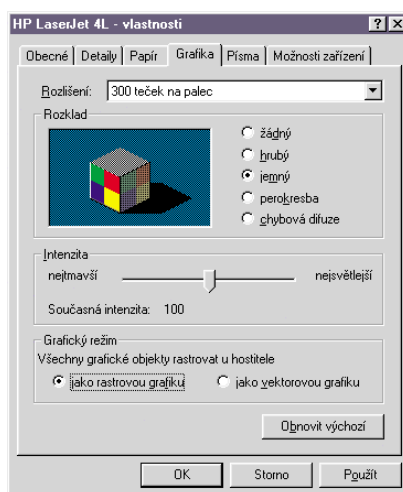 HP LaserJet 4L - vlastnosti
Obecné Detaily Papír Grafika Písma Možnosti zařízení
Rozlišení: 300 teček na palec
Rozklad
žádný
hrubý
jemný
perokresba
chybová difuze
Intenzita
nejtmavší nejsvětlejší
Současná intenzita: 100
Grafický režim
Všechny grafické objekty rastrovat u hostitele
jako rastrovou grafiku jako vektorovou grafiku
Obnovit výchozí
OK Storno Použít